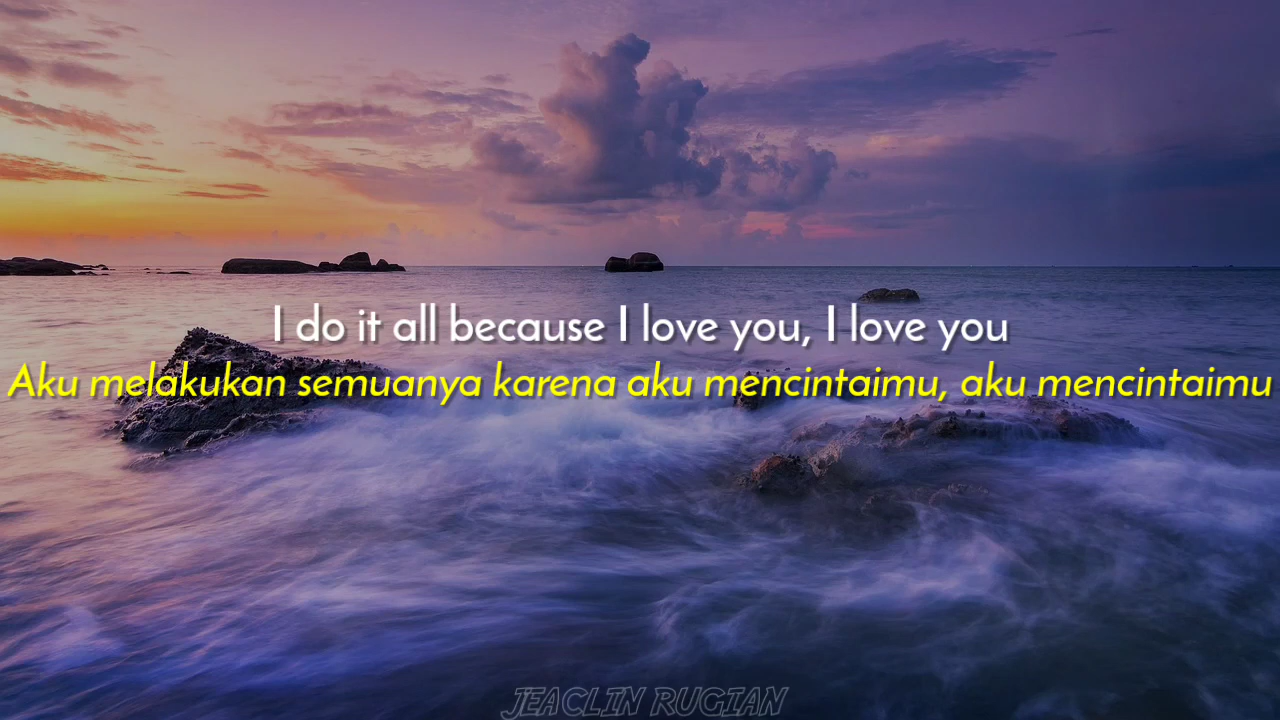 I do it all because I love you, I love you
Aku melakukan semuanya karena aku mencintaimu, aku mencintaimu
JEACLIN RUGIAN